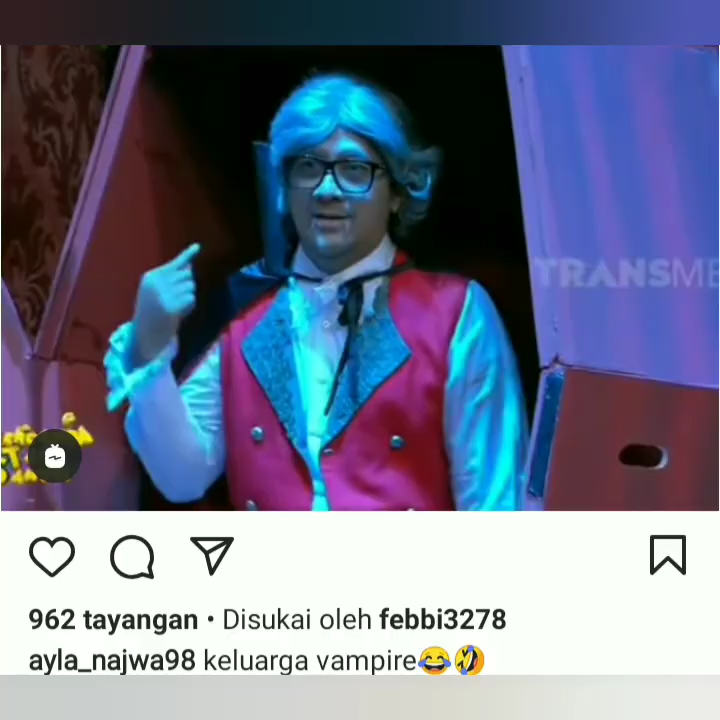 TRANSME
962 tayangan • Disukai oleh febbi3278
ayla_najwa98 keluarga vampire😂🤣